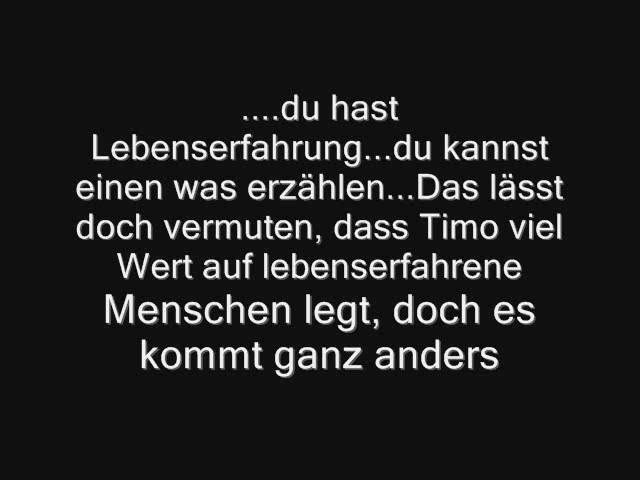 ....du hast
Lebenserfahrung...du kannst
einen was erzählen...Das lässt
doch vermuten, dass Timo viel
Wert auf lebenserfahrene
Menschen legt, doch es
kommt ganz anders